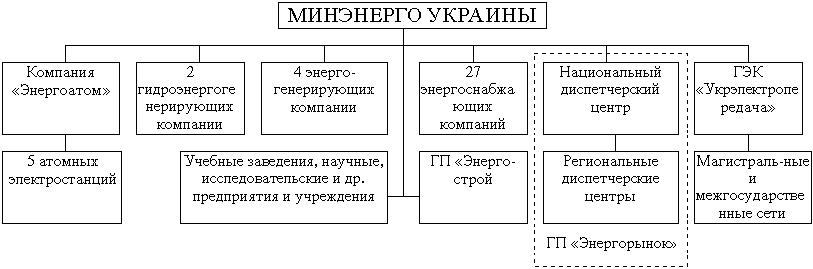 МИНЭНЕРГО УКРАИНЫ
Компания
«Энергоатом»
2
гидроэнергоге
нерирующих
компании
4 энерго-
генерирующих
компании
27
энергоснабжа
ющих
компаний
Национальный
диспетчерский
центр
ГЭК
«Укрэлектропе
редача»
5 атомных
электростанций
Учебные заведения, научные,
исследовательские и др.
предприятия и учреждения
ГП «Энерго-
строй
Региональные
диспетчерские
центры
Магистраль-ные
и
межгосударстве
нные сети
ГП «Энергорынок»